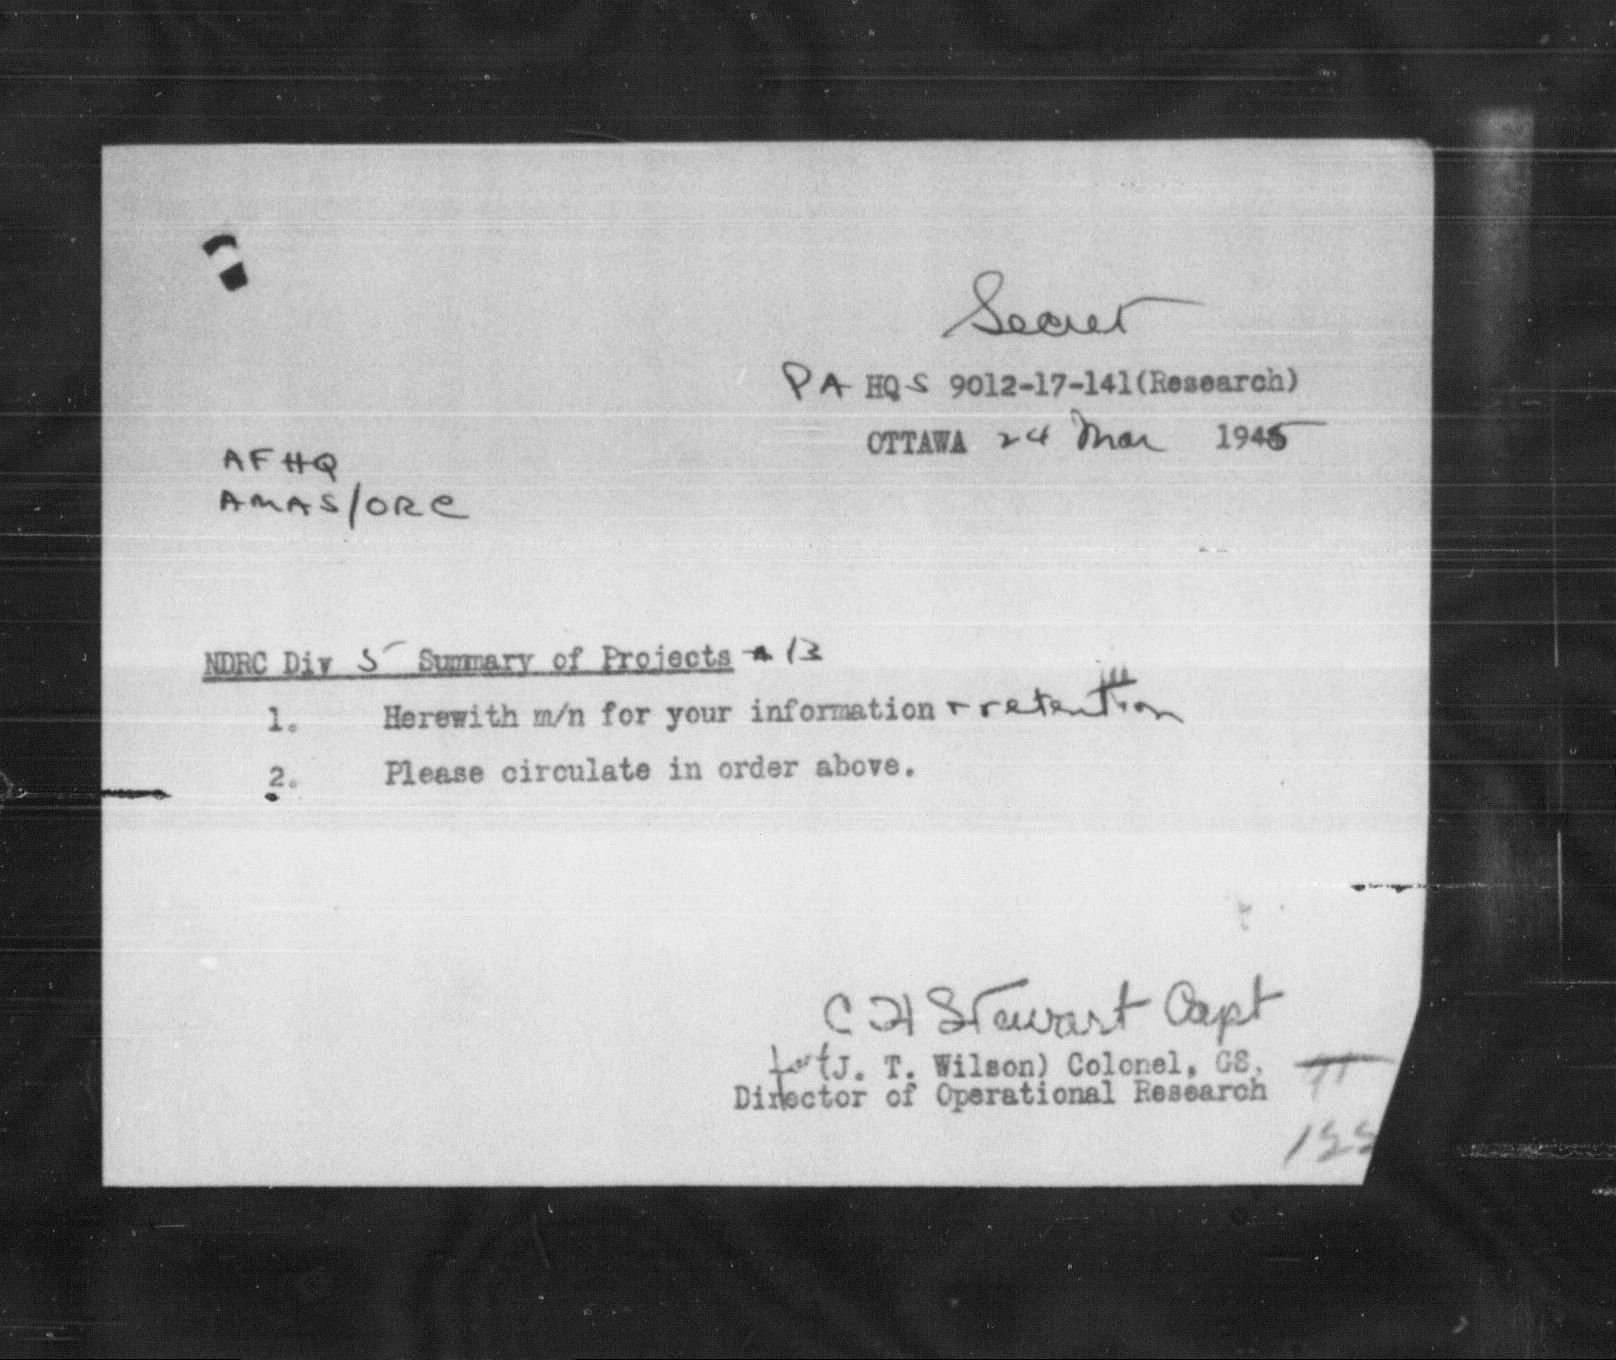 Secret
PA HQS 9012-17-141(Research)
OTTAWA 24 Mar 1945
AFHQ
AMAS/ORC
NDRC Div 5 Summary of Projects 13
1. Herewith m/n for your information + retention
2. Please circulate in order above.
C H Stewart Capt
for (J. T. Wilson) Colonel, GS,
Director of Operational Research